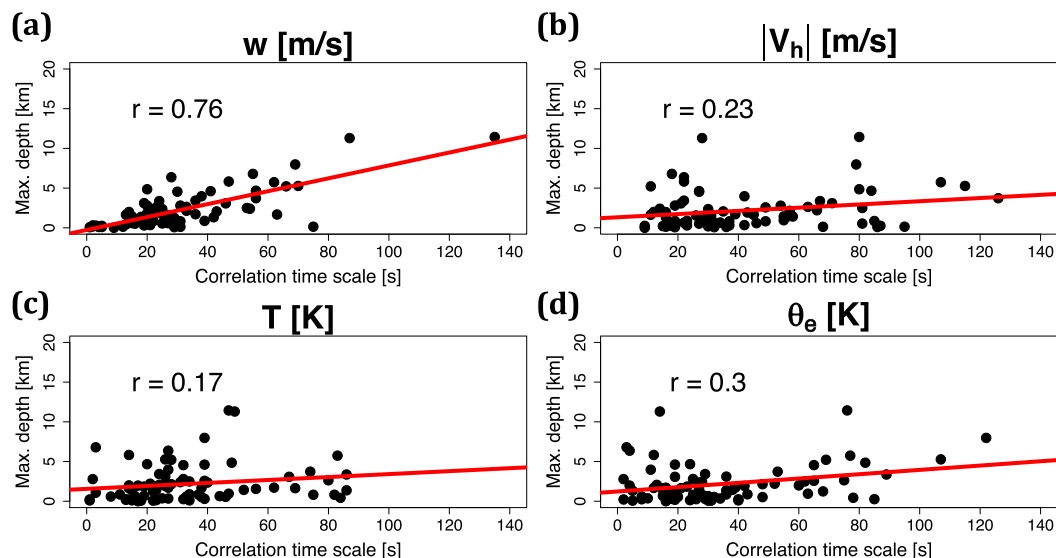 (a)
w [m/s]
r = 0.76
Max. depth [km]
0 5 10 15 20
0 20 40 60 80 100 120 140
Correlation time scale [s]
(b)
|V_h| [m/s]
r = 0.23
Max. depth [km]
0 5 10 15 20
0 20 40 60 80 100 120 140
Correlation time scale [s]
(c)
T [K]
r = 0.17
Max. depth [km]
0 5 10 15 20
0 20 40 60 80 100 120 140
Correlation time scale [s]
(d)
θ_e [K]
r = 0.3
Max. depth [km]
0 5 10 15 20
0 20 40 60 80 100 120 140
Correlation time scale [s]